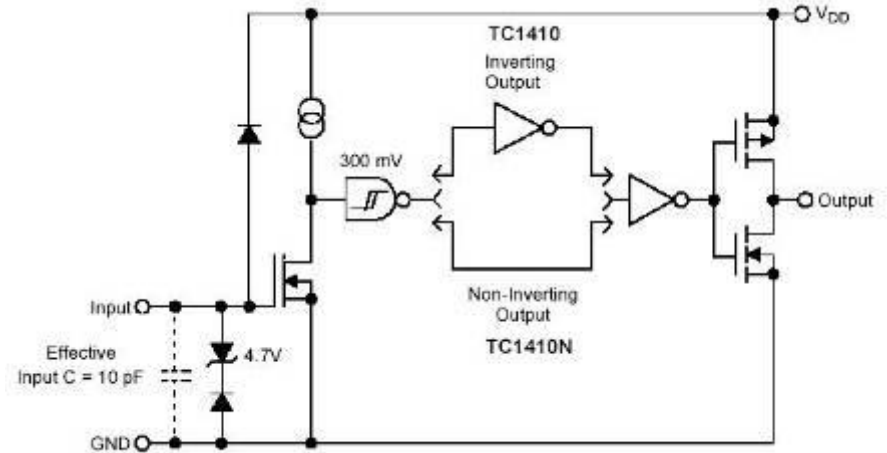 V_DD
TC1410
Inverting
Output
300 mV
Output
Input
Non-Inverting
Output
TC1410N
4.7V
Effective
Input C = 10 pF
GND